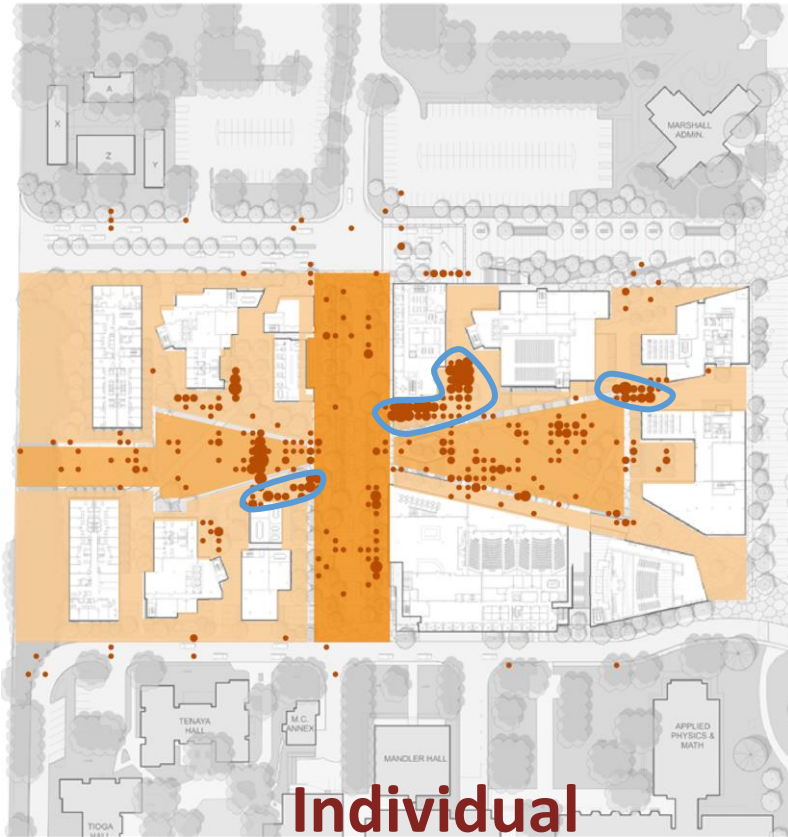 A
X
Z
Y
MARSHALL
ADMIN.
TENAYA
HALL
M.C.
ANNEX
MANDLER HALL
APPLIED
PHYSICS &
MATH
TIOGA
HALL
Individual